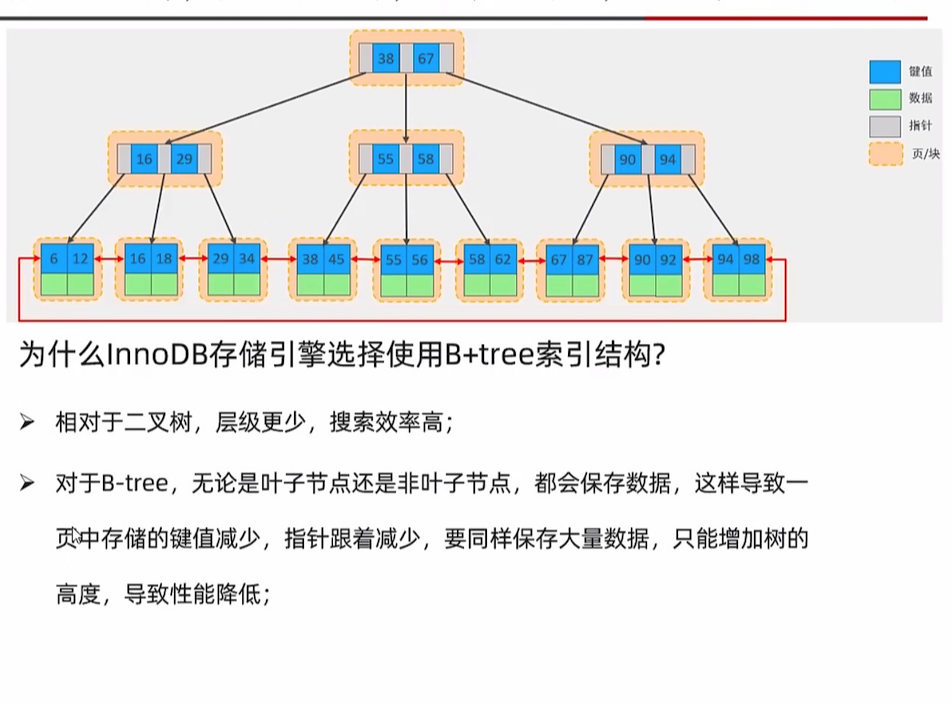 38 67
键值
数据
指针
页/块
16 29
55 58
90 94
6 12 16 18 29 34 38 45 55 56 58 62 67 87 90 92 94 98
为什么InnoDB存储引擎选择使用B+tree索引结构?
相对于二叉树，层级更少，搜索效率高；
对于B-tree，无论是叶子节点还是非叶子节点，都会保存数据，这样导致一
页中存储的键值减少，指针跟着减少，要同样保存大量数据，只能增加树的
高度，导致性能降低；